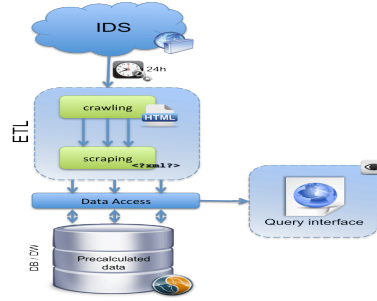 IDS
24h
ETL
crawling
HTML
scraping
<?xml?>
Data Access
Query interface
DB / DW
Precalculated
data